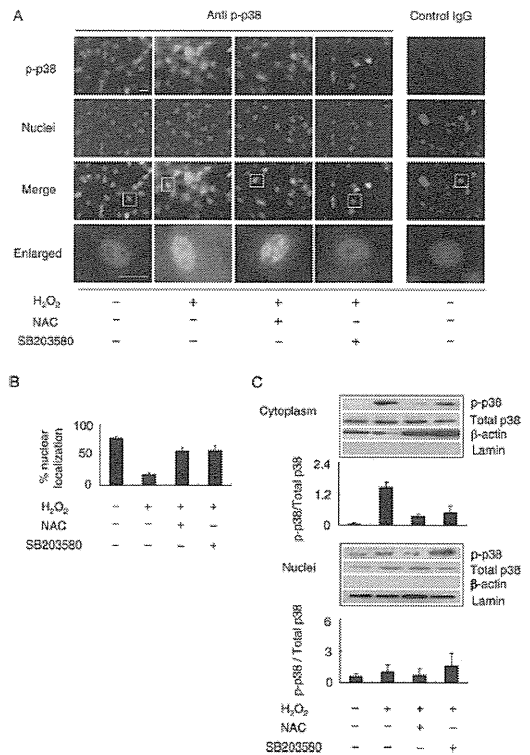 A
Anti p-p38 Control IgG
p-p38
Nuclei
Merge
Enlarged
H₂O₂ – + + + –
NAC – – + – –
SB203580 – – – + –
B
% nuclear localization
100
50
0
H₂O₂ – + + +
NAC – – + –
SB203580 – – – +
C
Cytoplasm
p-p38
Total p38
β-actin
Lamin
p-p38/Total p38
2.4
1.2
0
Nuclei
p-p38
Total p38
β-actin
Lamin
p-p38 / Total p38
6
3
0
H₂O₂ – + + +
NAC – – + –
SB203580 – – – +